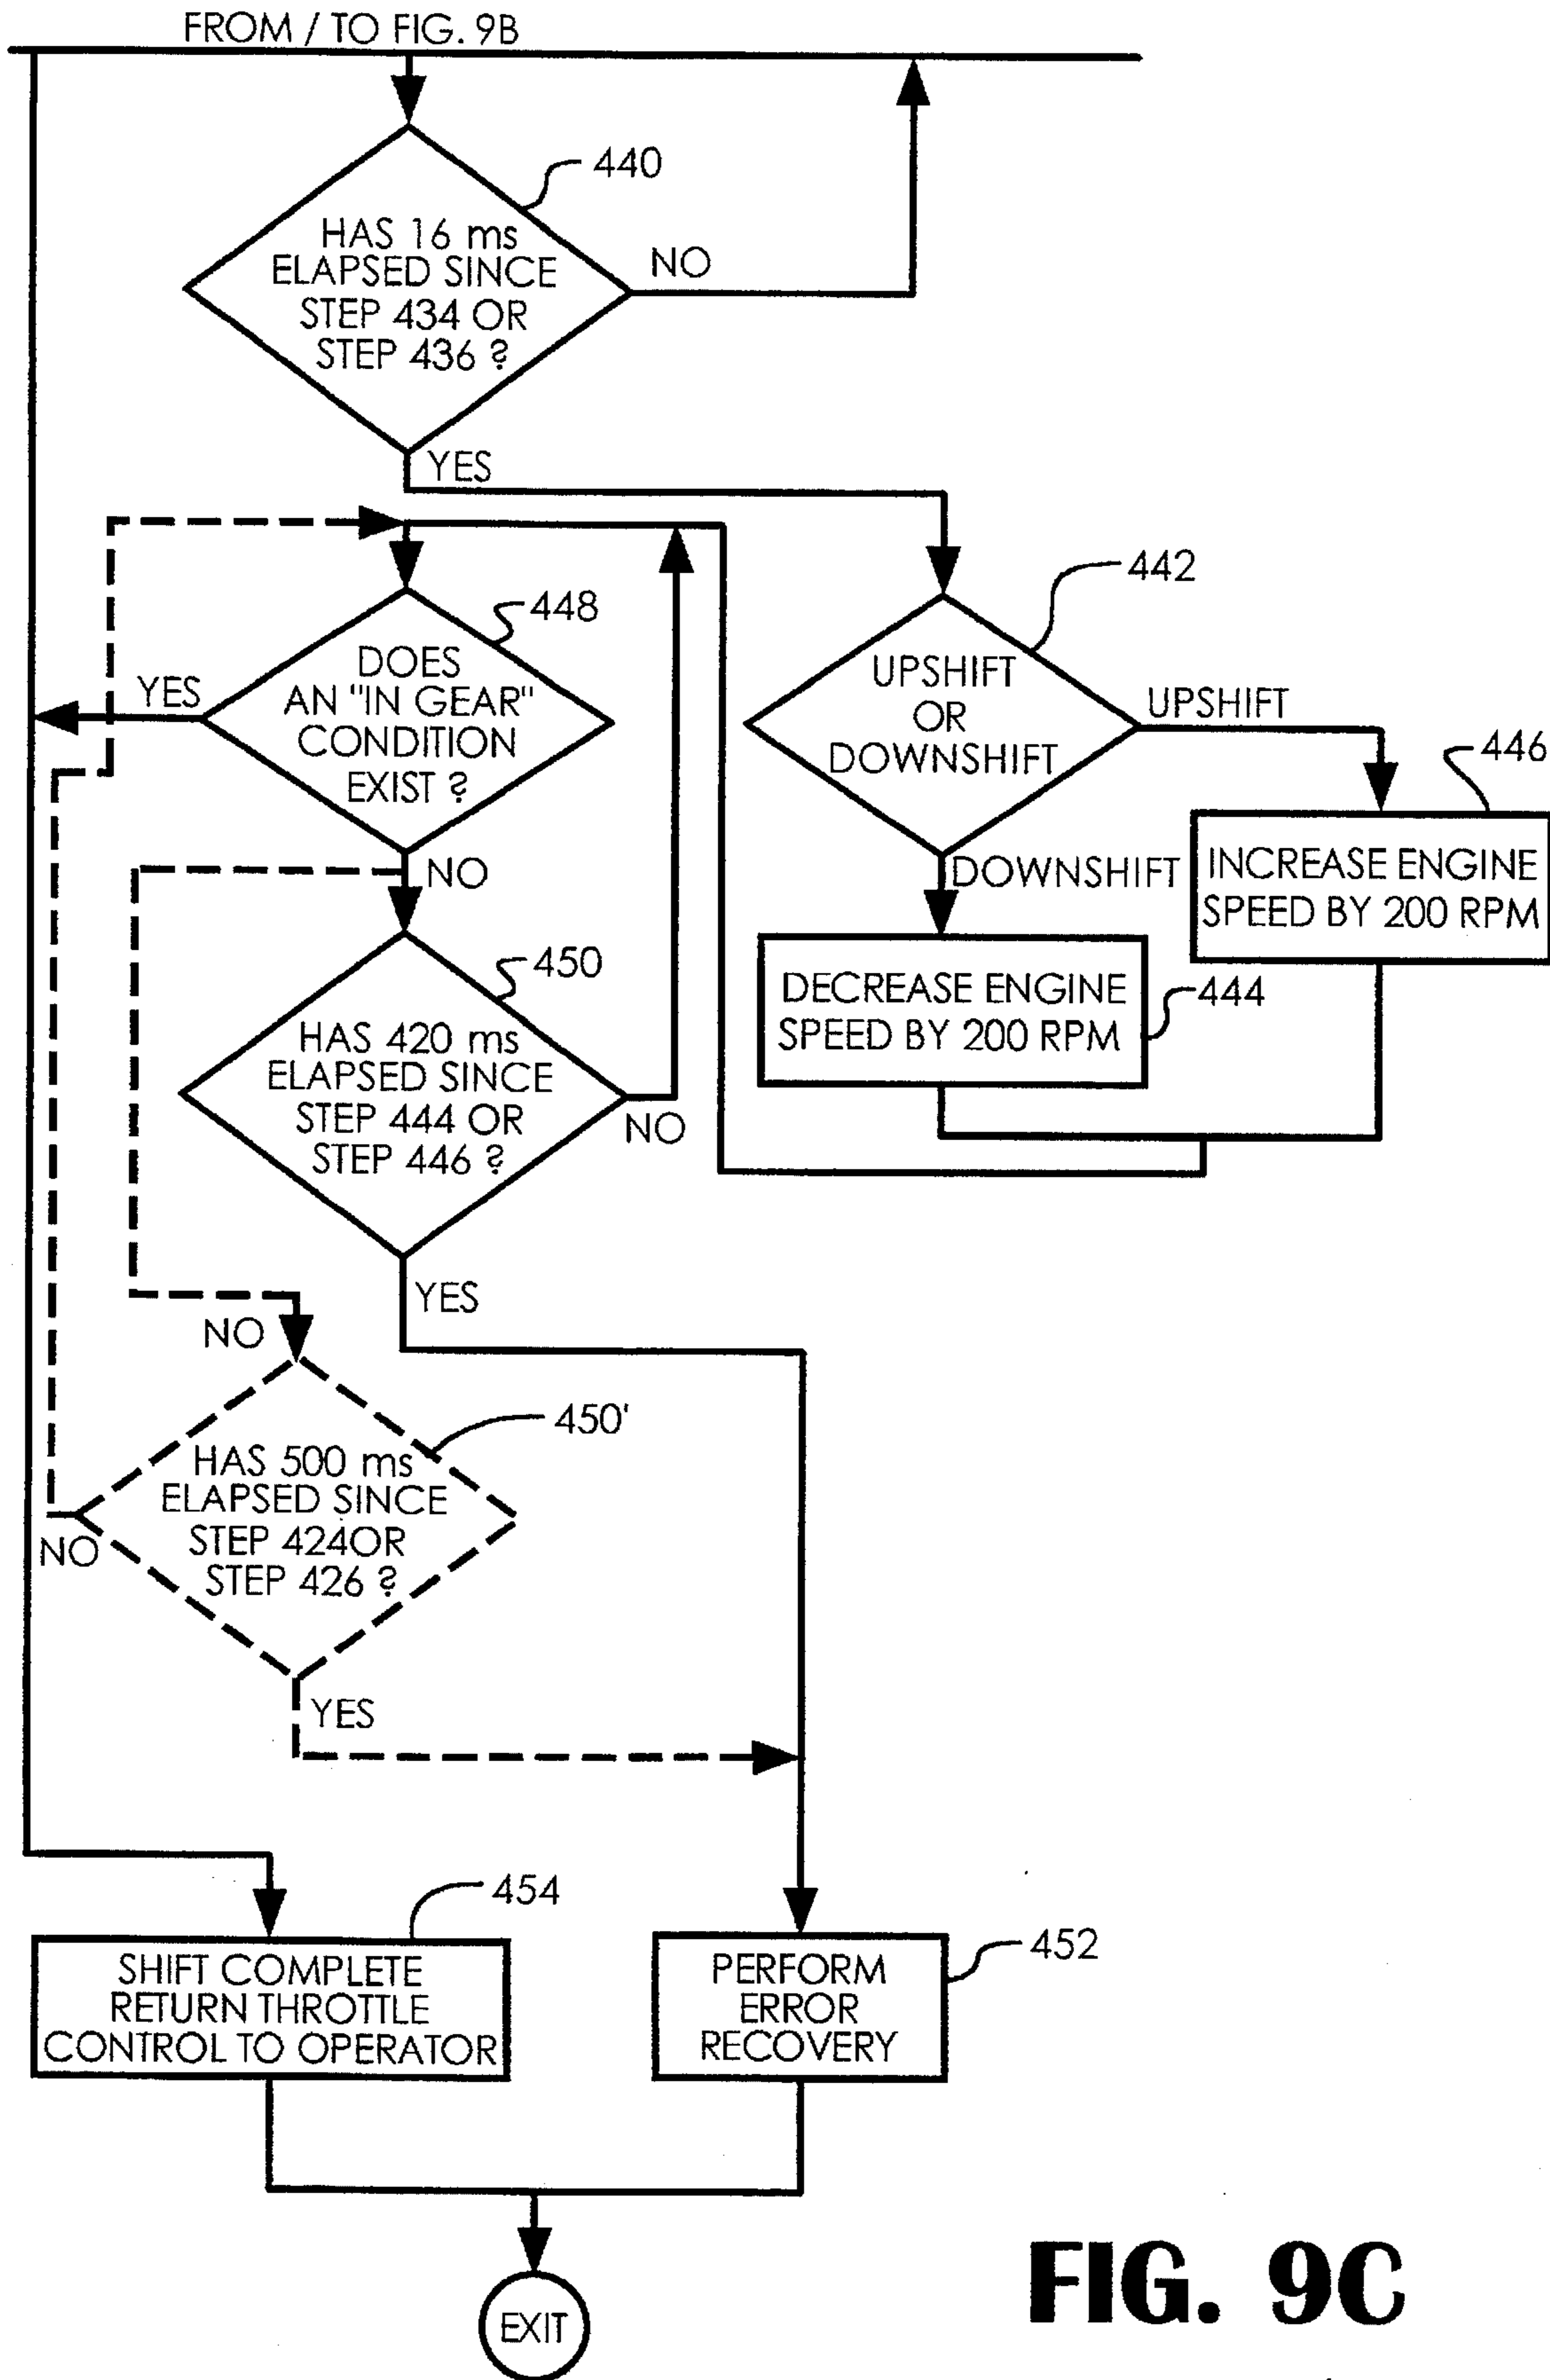 FROM / TO FIG. 9B
440
HAS 16 ms
ELAPSED SINCE
STEP 434 OR
STEP 436 ?
NO
YES
442
448
DOES
AN "IN GEAR"
CONDITION
EXIST ?
YES
NO
UPSHIFT
OR
DOWNSHIFT
UPSHIFT
446
INCREASE ENGINE
SPEED BY 200 RPM
DOWNSHIFT
DECREASE ENGINE
SPEED BY 200 RPM
444
450
HAS 420 ms
ELAPSED SINCE
STEP 444 OR
STEP 446 ?
NO
YES
NO
450'
HAS 500 ms
ELAPSED SINCE
STEP 424OR
STEP 426 ?
NO
YES
454
SHIFT COMPLETE
RETURN THROTTLE
CONTROL TO OPERATOR
452
PERFORM
ERROR
RECOVERY
EXIT
FIG. 9C